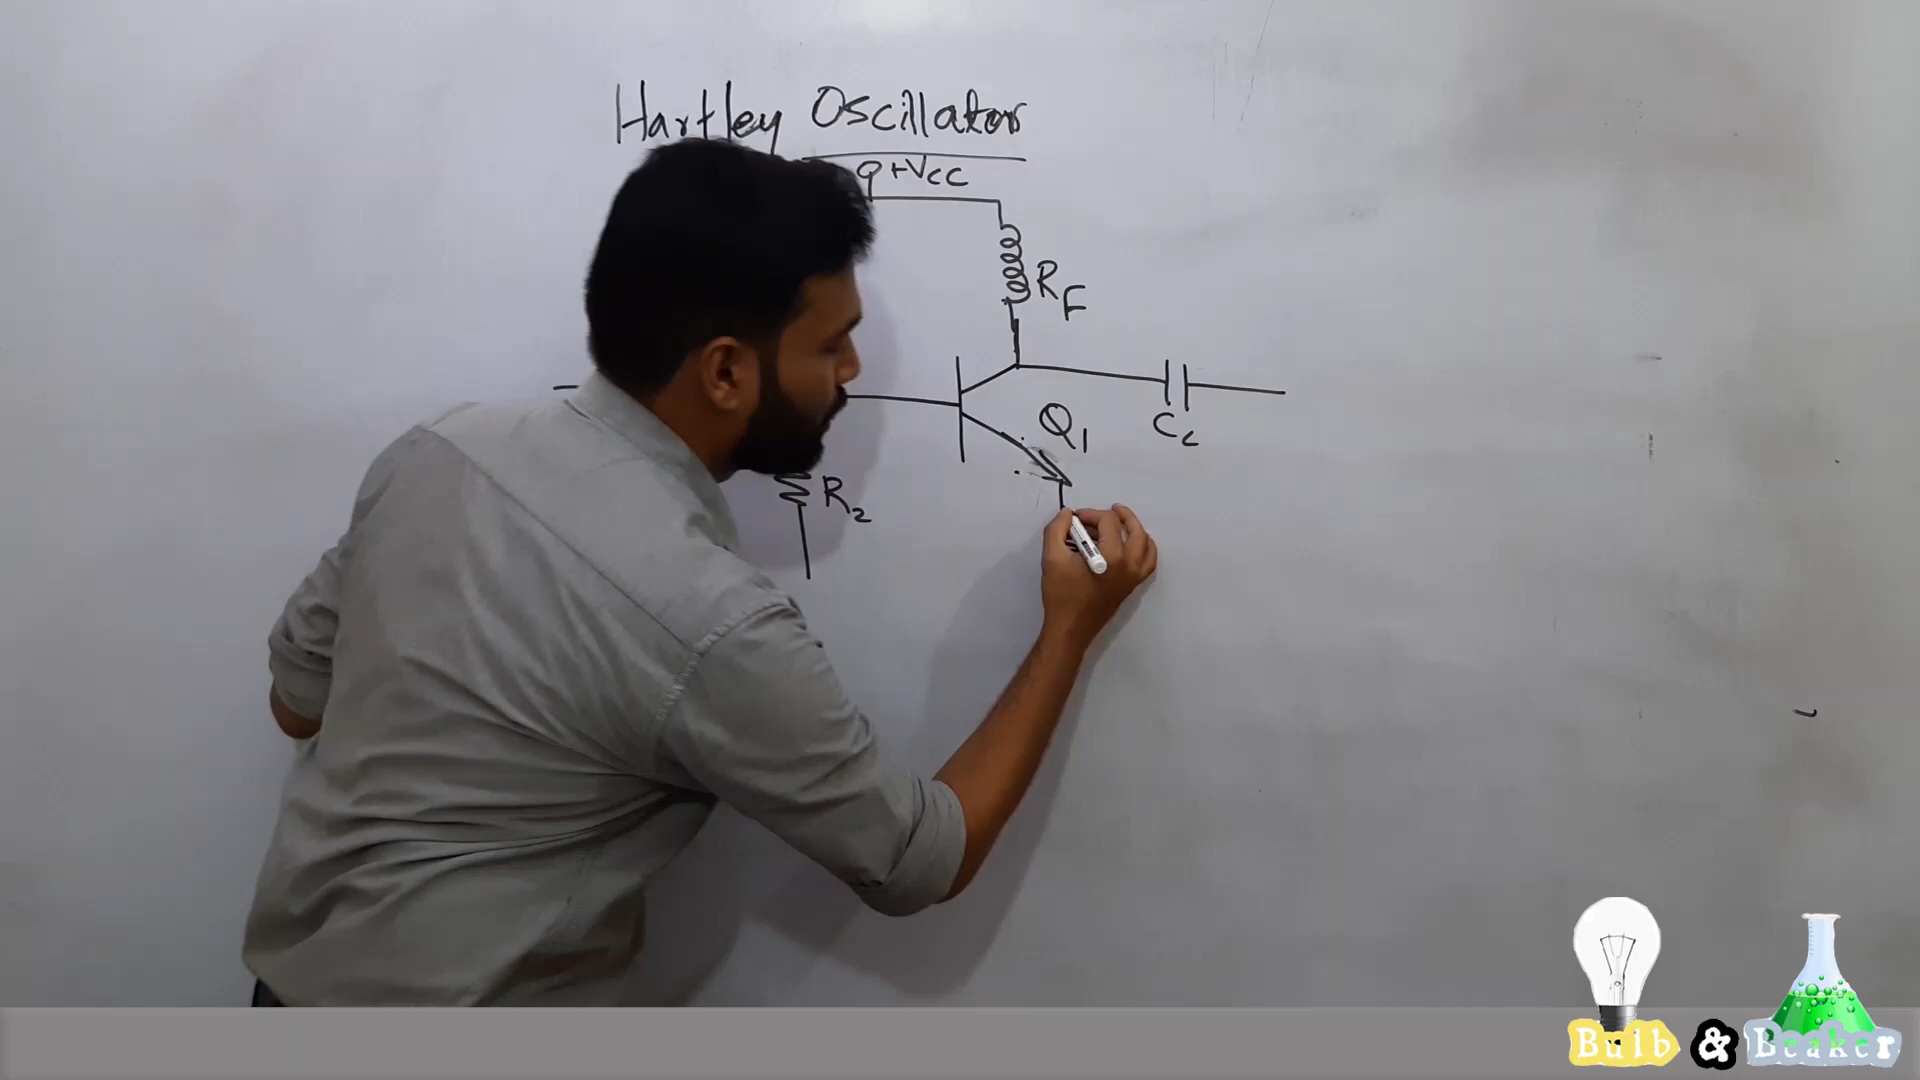 Hartley Oscillator
+Vcc
RF
Q1
Cc
R2
Bulb & Beaker